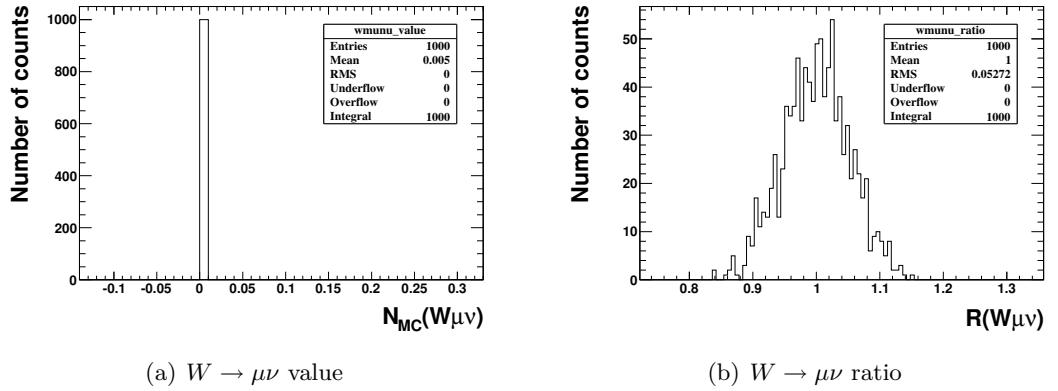 Number of counts
1000
800
600
400
200
0
wmunu_value
Entries 1000
Mean 0.005
RMS 0
Underflow 0
Overflow 0
Integral 1000
-0.1 -0.05 0 0.05 0.1 0.15 0.2 0.25 0.3
N_MC(Wμν)
(a) W → μν value
Number of counts
50
40
30
20
10
0
wmunu_ratio
Entries 1000
Mean 1
RMS 0.05272
Underflow 0
Overflow 0
Integral 1000
0.8 0.9 1 1.1 1.2 1.3
R(Wμν)
(b) W → μν ratio